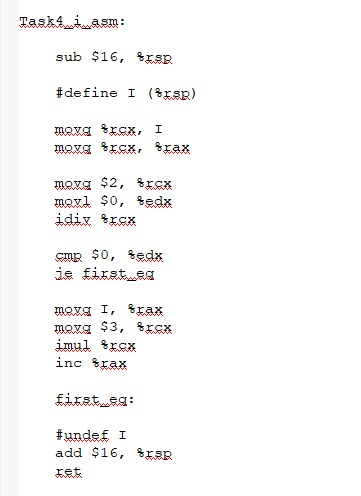 Task4_i_asm:
sub $16, %rsp
#define I (%rsp)
movq %rcx, I
movq %rcx, %rax
movq $2, %rcx
movl $0, %edx
idiv %rcx
cmp $0, %edx
je first_eq
movq I, %rax
movq $3, %rcx
imul %rcx
inc %rax
first_eq:
#undef I
add $16, %rsp
ret